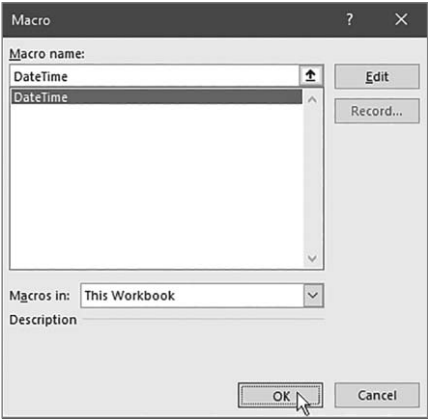 Macro ? ×
Macro name:
DateTime
Edit
DateTime
Record...
Macros in: This Workbook
Description
OK Cancel